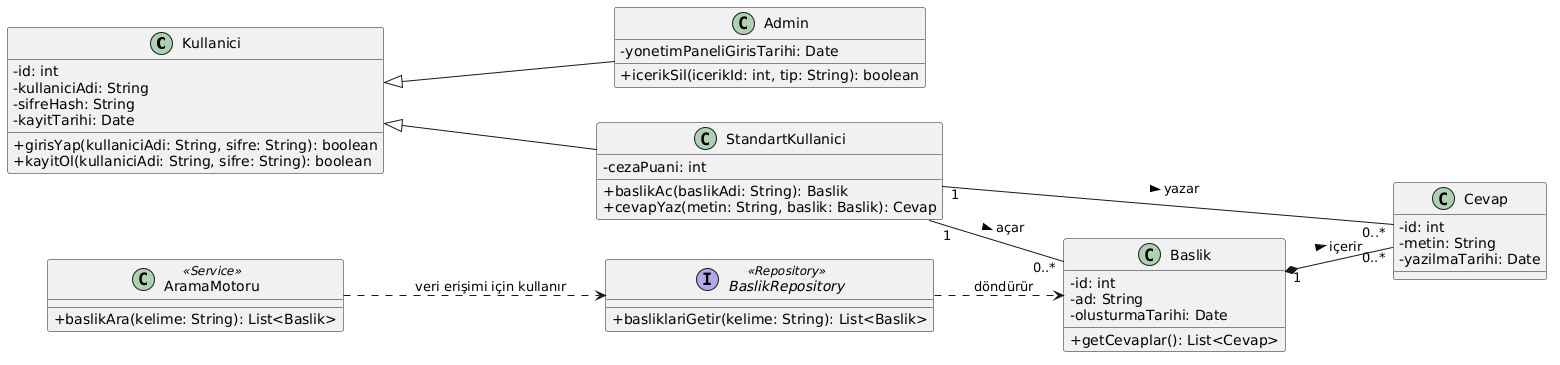 C Kullanici
-id: int
-kullaniciAdi: String
-sifreHash: String
-kayitTarihi: Date
+girisYap(kullaniciAdi: String, sifre: String): boolean
+kayitOl(kullaniciAdi: String, sifre: String): boolean
C Admin
-yonetimPaneliGirisTarihi: Date
+icerikSil(icerikId: int, tip: String): boolean
C StandartKullanici
-cezaPuani: int
+baslikAc(baslikAdi: String): Baslik
+cevapYaz(metin: String, baslik: Baslik): Cevap
1
yazar
0..*
1
açar
0..*
C Cevap
-id: int
-metin: String
-yazilmaTarihi: Date
C Baslik
-id: int
-ad: String
-olusturmaTarihi: Date
+getCevaplar(): List<Cevap>
1
içerir
0..*
C «Service»
AramaMotoru
+baslikAra(kelime: String): List<Baslik>
veri erişimi için kullanır
I «Repository»
BaslikRepository
+basliklariGetir(kelime: String): List<Baslik>
döndürür